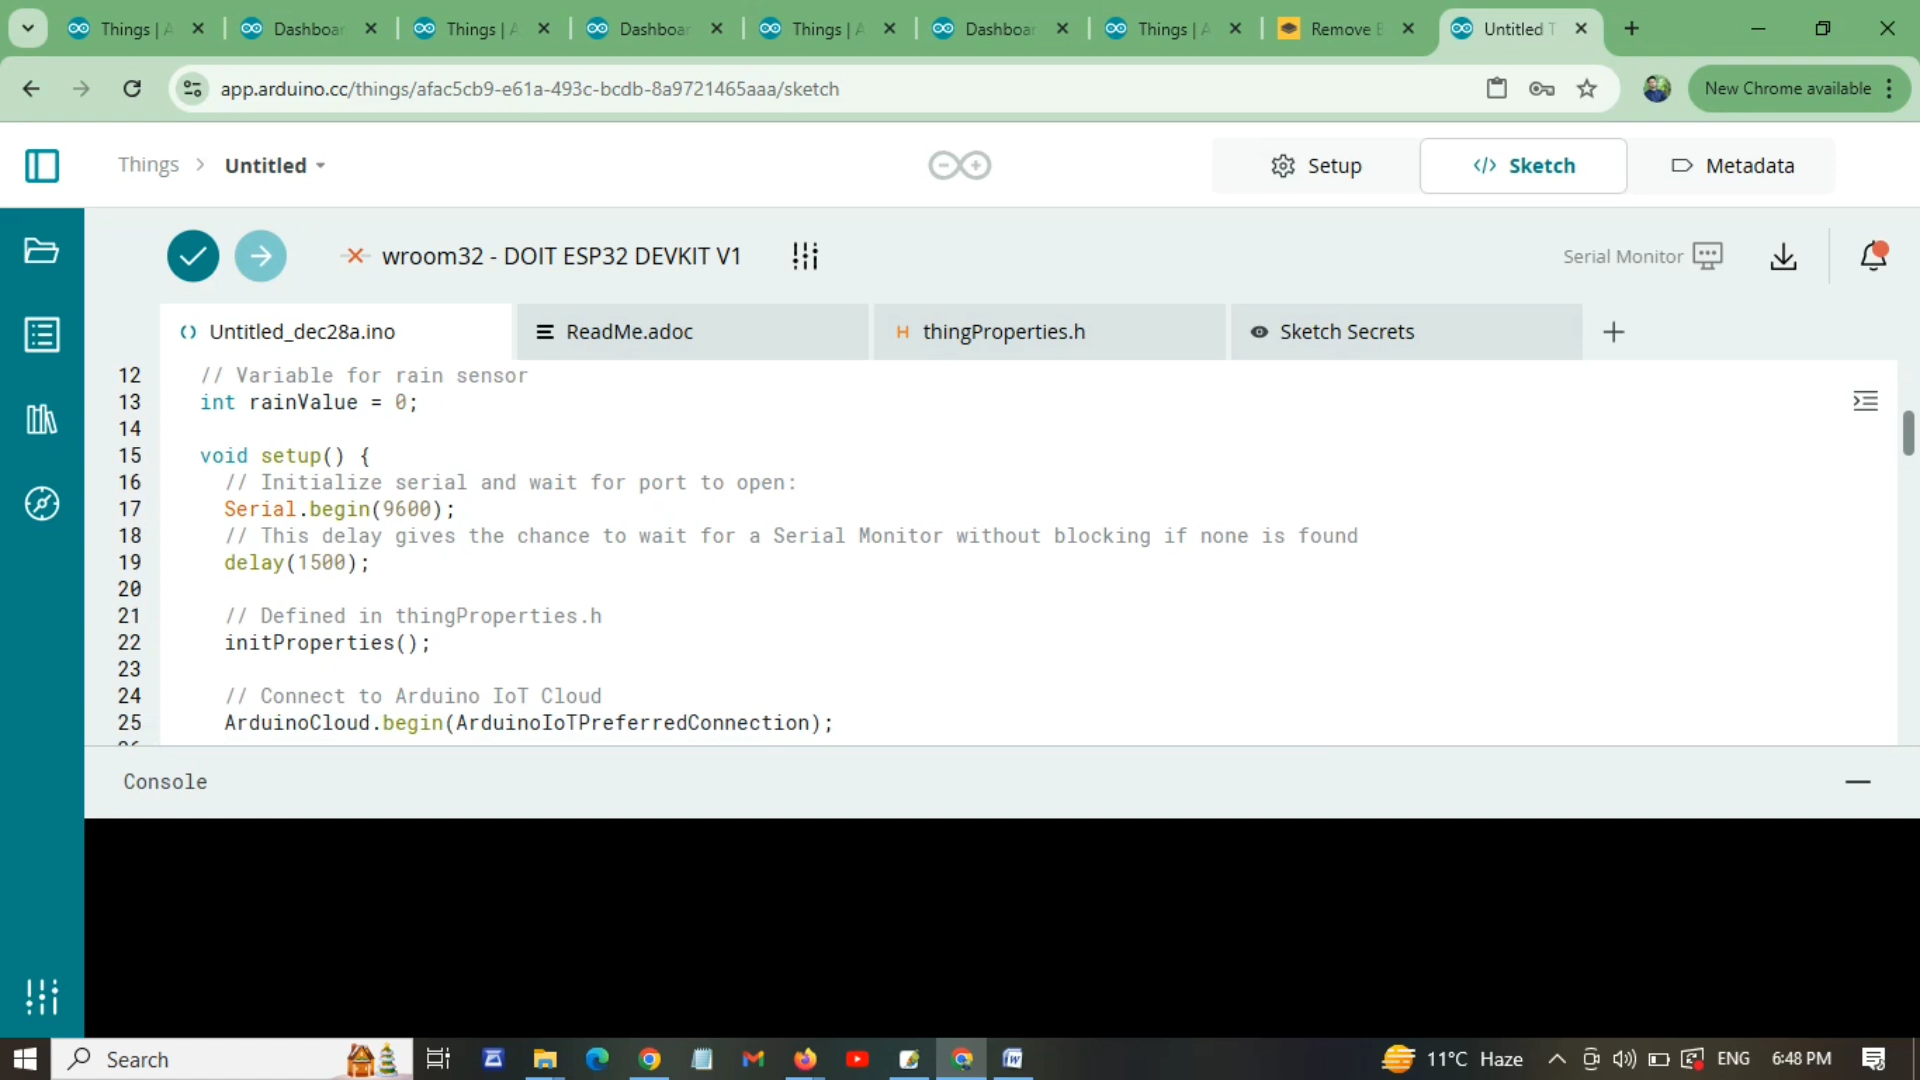 Things | A
Dashboar
Things | A
Dashboar
Things | A
Dashboar
Things | A
Remove B
Untitled T
app.arduino.cc/things/afac5cb9-e61a-493c-bcdb-8a9721465aaa/sketch
New Chrome available
Things > Untitled
Setup
</> Sketch
Metadata
wroom32 - DOIT ESP32 DEVKIT V1
Serial Monitor
Untitled_dec28a.ino
ReadMe.adoc
H thingProperties.h
Sketch Secrets
12 // Variable for rain sensor
13 int rainValue = 0;
14
15 void setup() {
16 // Initialize serial and wait for port to open:
17 Serial.begin(9600);
18 // This delay gives the chance to wait for a Serial Monitor without blocking if none is found
19 delay(1500);
20
21 // Defined in thingProperties.h
22 initProperties();
23
24 // Connect to Arduino IoT Cloud
25 ArduinoCloud.begin(ArduinoIoTPreferredConnection);
Console
Search
11°C Haze
ENG
6:48 PM